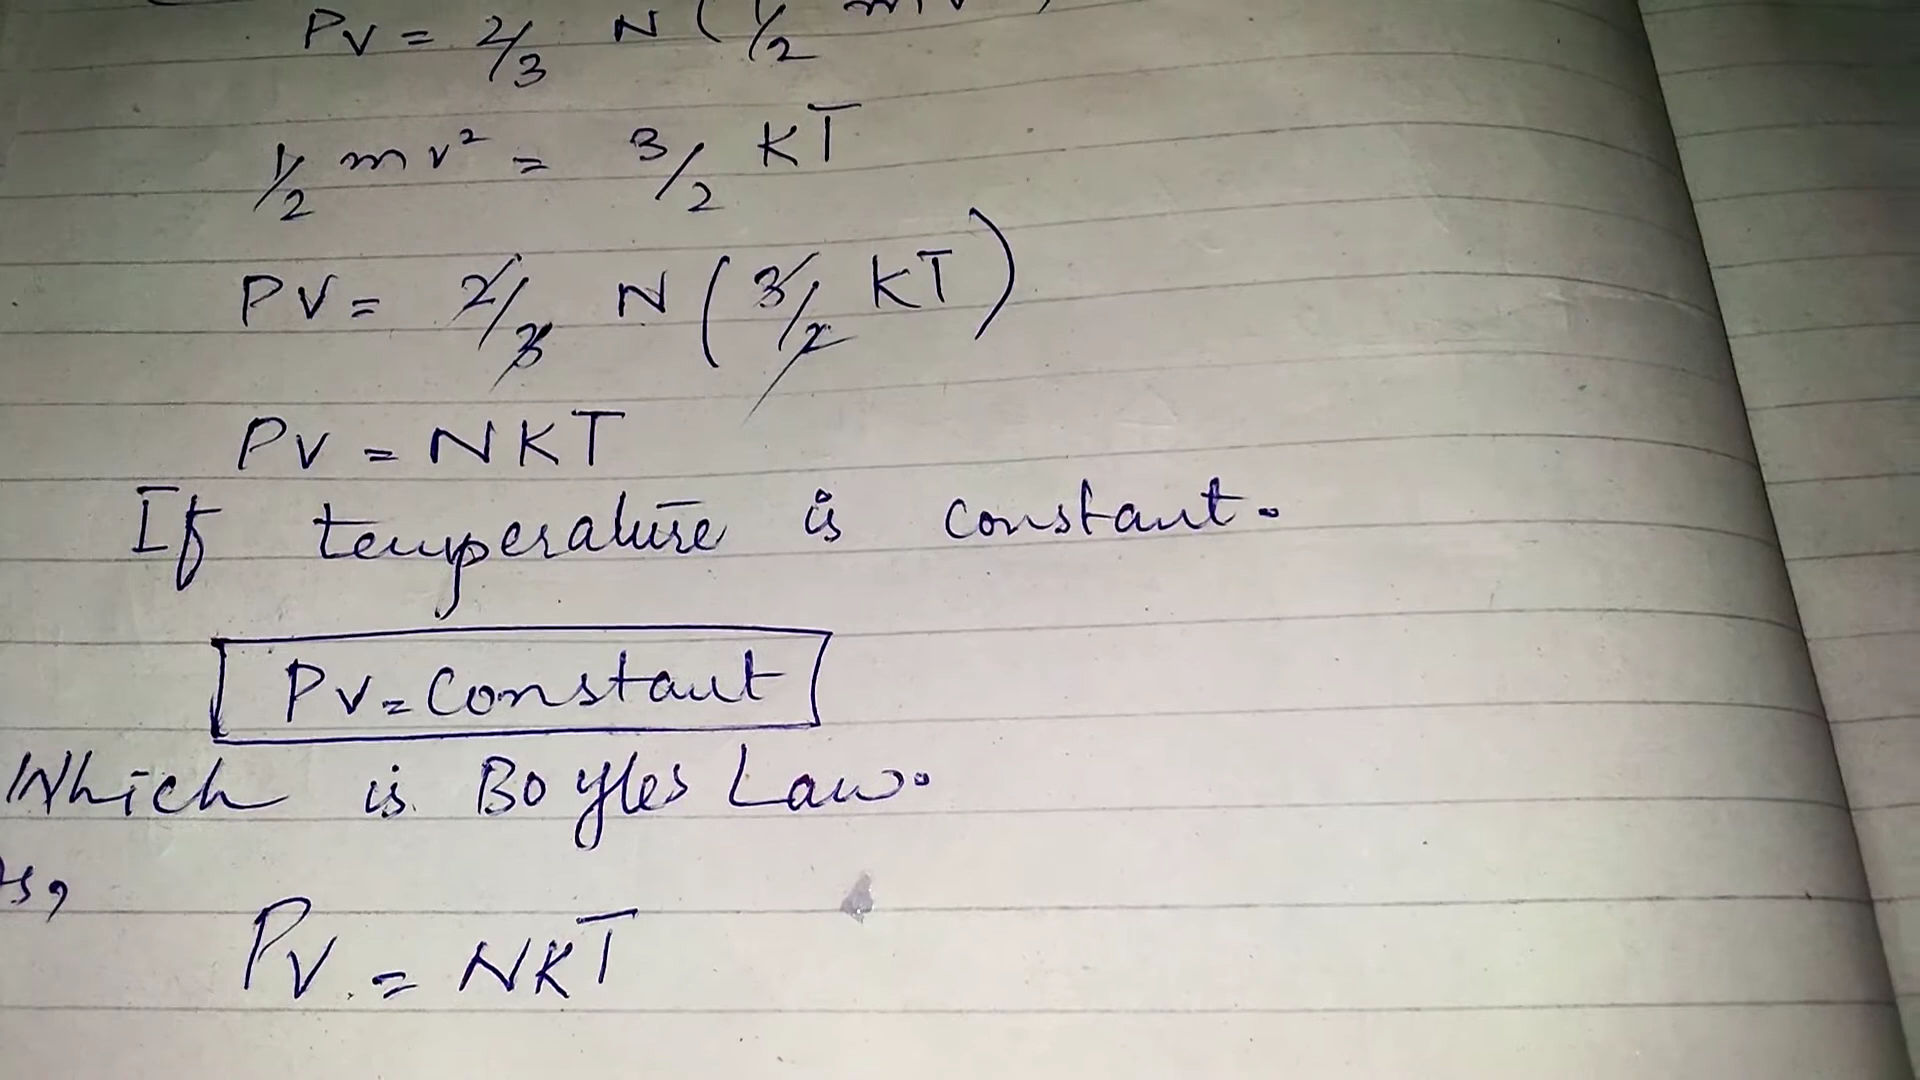 PV = 2/3 N ( 1/2
1/2 mv² = 3/2 KT
PV = 2/3 N ( 3/2 KT )
PV = NKT
If temperature is constant.
PV = Constant
Which is Boyles Law.
PV = NKT